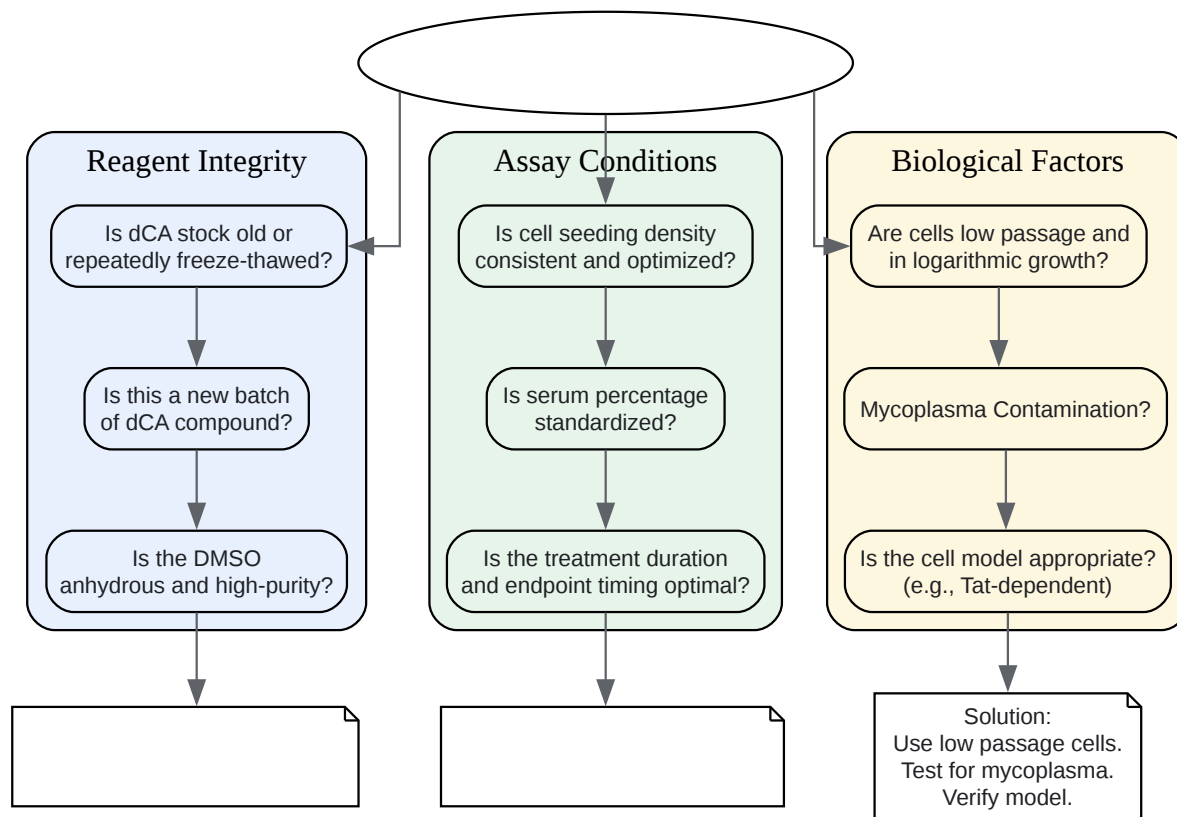 Reagent Integrity
Is dCA stock old or
repeatedly freeze-thawed?
Is this a new batch
of dCA compound?
Is the DMSO
anhydrous and high-purity?
Assay Conditions
Is cell seeding density
consistent and optimized?
Is serum percentage
standardized?
Is the treatment duration
and endpoint timing optimal?
Biological Factors
Are cells low passage and
in logarithmic growth?
Mycoplasma Contamination?
Is the cell model appropriate?
(e.g., Tat-dependent)
Solution:
Use low passage cells.
Test for mycoplasma.
Verify model.